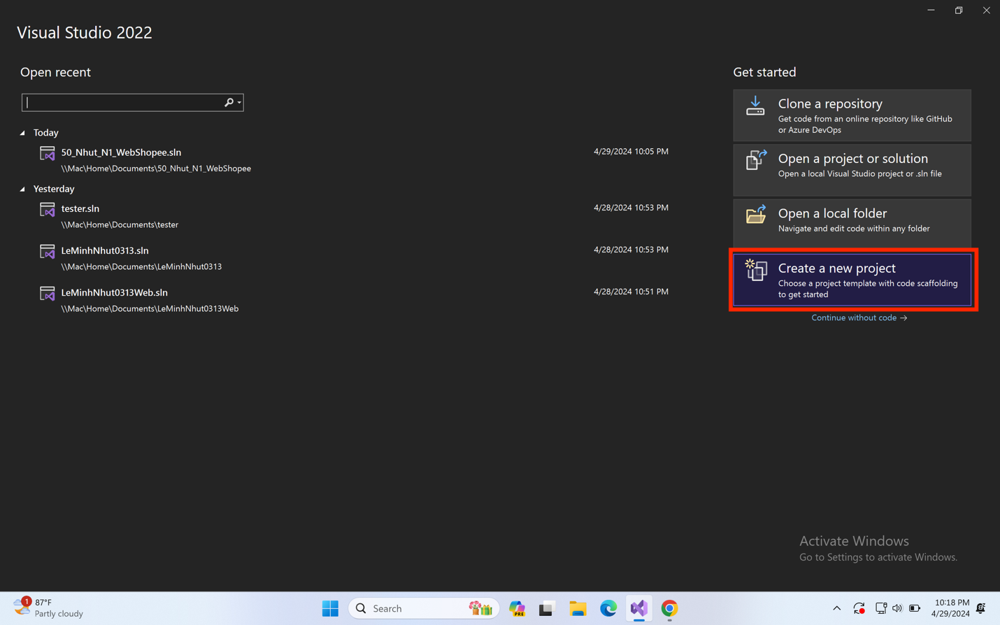 Visual Studio 2022
Open recent
Today
50_Nhut_N1_WebShopee.sln
4/29/2024 10:05 PM
\\Mac\Home\Documents\50_Nhut_N1_WebShopee
Yesterday
tester.sln
4/28/2024 10:53 PM
\\Mac\Home\Documents\tester
LeMinhNhut0313.sln
4/28/2024 10:53 PM
\\Mac\Home\Documents\LeMinhNhut0313
LeMinhNhut0313Web.sln
4/28/2024 10:51 PM
\\Mac\Home\Documents\LeMinhNhut0313Web
Get started
Clone a repository
Get code from an online repository like GitHub
or Azure DevOps
Open a project or solution
Open a local Visual Studio project or .sln file
Open a local folder
Navigate and edit code within any folder
Create a new project
Choose a project template with code scaffolding
to get started
Continue without code →
Activate Windows
Go to Settings to activate Windows.
1
87°F
Partly cloudy
Search
PRE
10:18 PM
4/29/2024